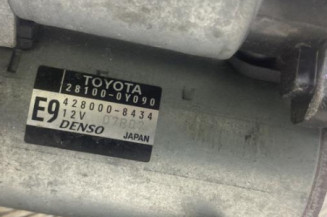 TOYOTA
28100-0Y090
E9 428000-8434
12V
DENSO JAPAN